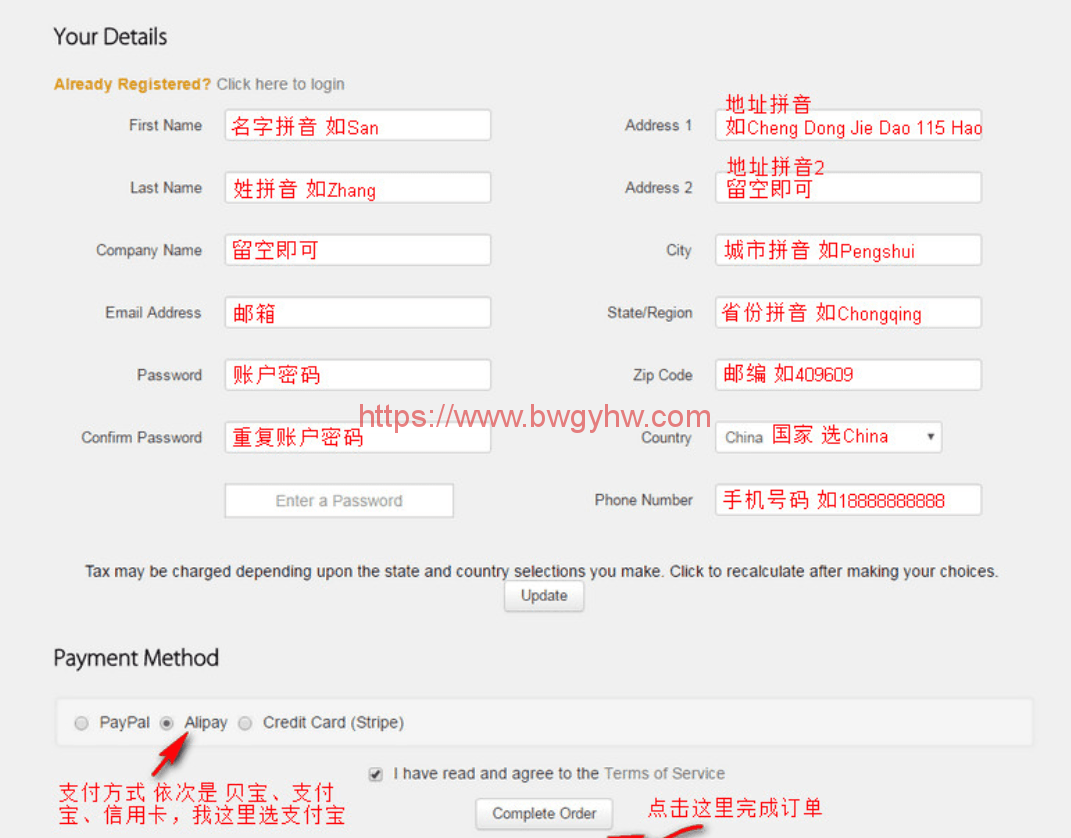 Your Details
Already Registered? Click here to login
First Name 名字拼音 如San
Address 1 地址拼音
如Cheng Dong Jie Dao 115 Hao
Last Name 姓拼音 如Zhang
Address 2 地址拼音2
留空即可
Company Name 留空即可
City 城市拼音 如Pengshui
Email Address 邮箱
State/Region 省份拼音 如Chongqing
Password 账户密码
Zip Code 邮编 如409609
https://www.bwgyhw.com
Confirm Password 重复账户密码
Country China 国家 选China
Enter a Password
Phone Number 手机号码 如18888888888
Tax may be charged depending upon the state and country selections you make. Click to recalculate after making your choices.
Update
Payment Method
PayPal Alipay Credit Card (Stripe)
I have read and agree to the Terms of Service
支付方式 依次是 贝宝、支付
宝、信用卡，我这里选支付宝
Complete Order
点击这里完成订单